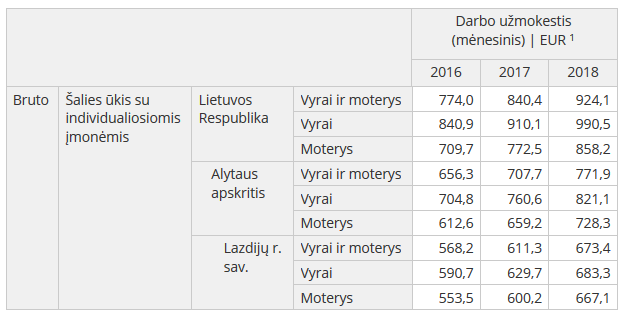 Darbo užmokestis
(mėnesinis) | EUR ¹
2016 2017 2018
Bruto Šalies ūkis su individualiosiomis įmonėmis Lietuvos Respublika Vyrai ir moterys 774,0 840,4 924,1
Vyrai 840,9 910,1 990,5
Moterys 709,7 772,5 858,2
Alytaus apskritis Vyrai ir moterys 656,3 707,7 771,9
Vyrai 704,8 760,6 821,1
Moterys 612,6 659,2 728,3
Lazdijų r. sav. Vyrai ir moterys 568,2 611,3 673,4
Vyrai 590,7 629,7 683,3
Moterys 553,5 600,2 667,1